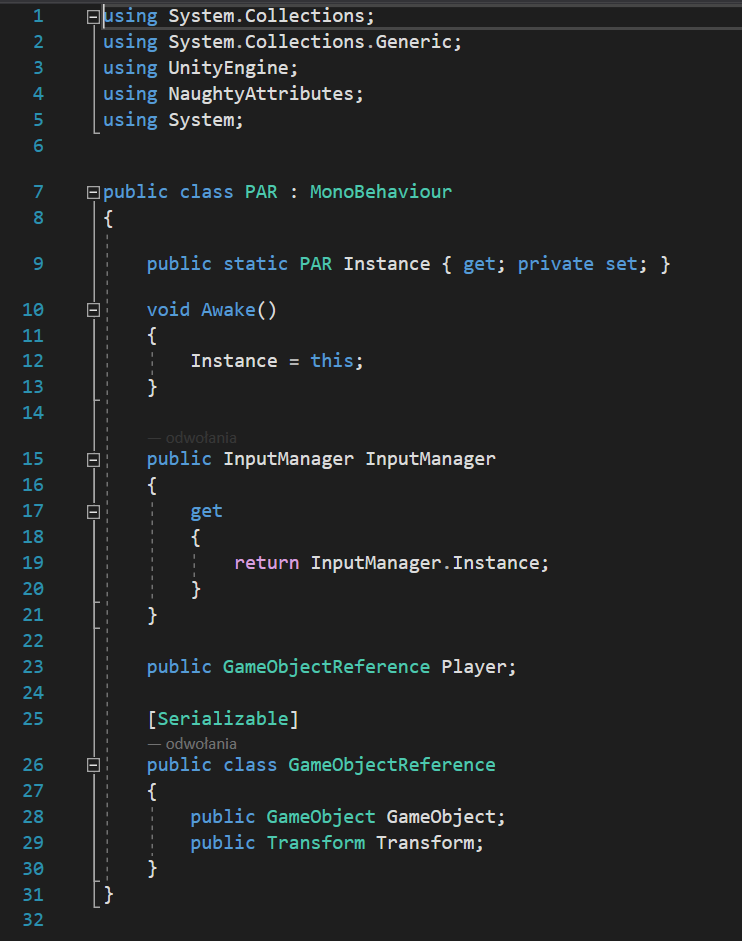 1 using System.Collections;
2 using System.Collections.Generic;
3 using UnityEngine;
4 using NaughtyAttributes;
5 using System;
6
7 public class PAR : MonoBehaviour
8 {
9 public static PAR Instance { get; private set; }
10 void Awake()
11 {
12 Instance = this;
13 }
14
— odwołania
15 public InputManager InputManager
16 {
17 get
18 {
19 return InputManager.Instance;
20 }
21 }
22
23 public GameObjectReference Player;
24
25 [Serializable]
— odwołania
26 public class GameObjectReference
27 {
28 public GameObject GameObject;
29 public Transform Transform;
30 }
31 }
32